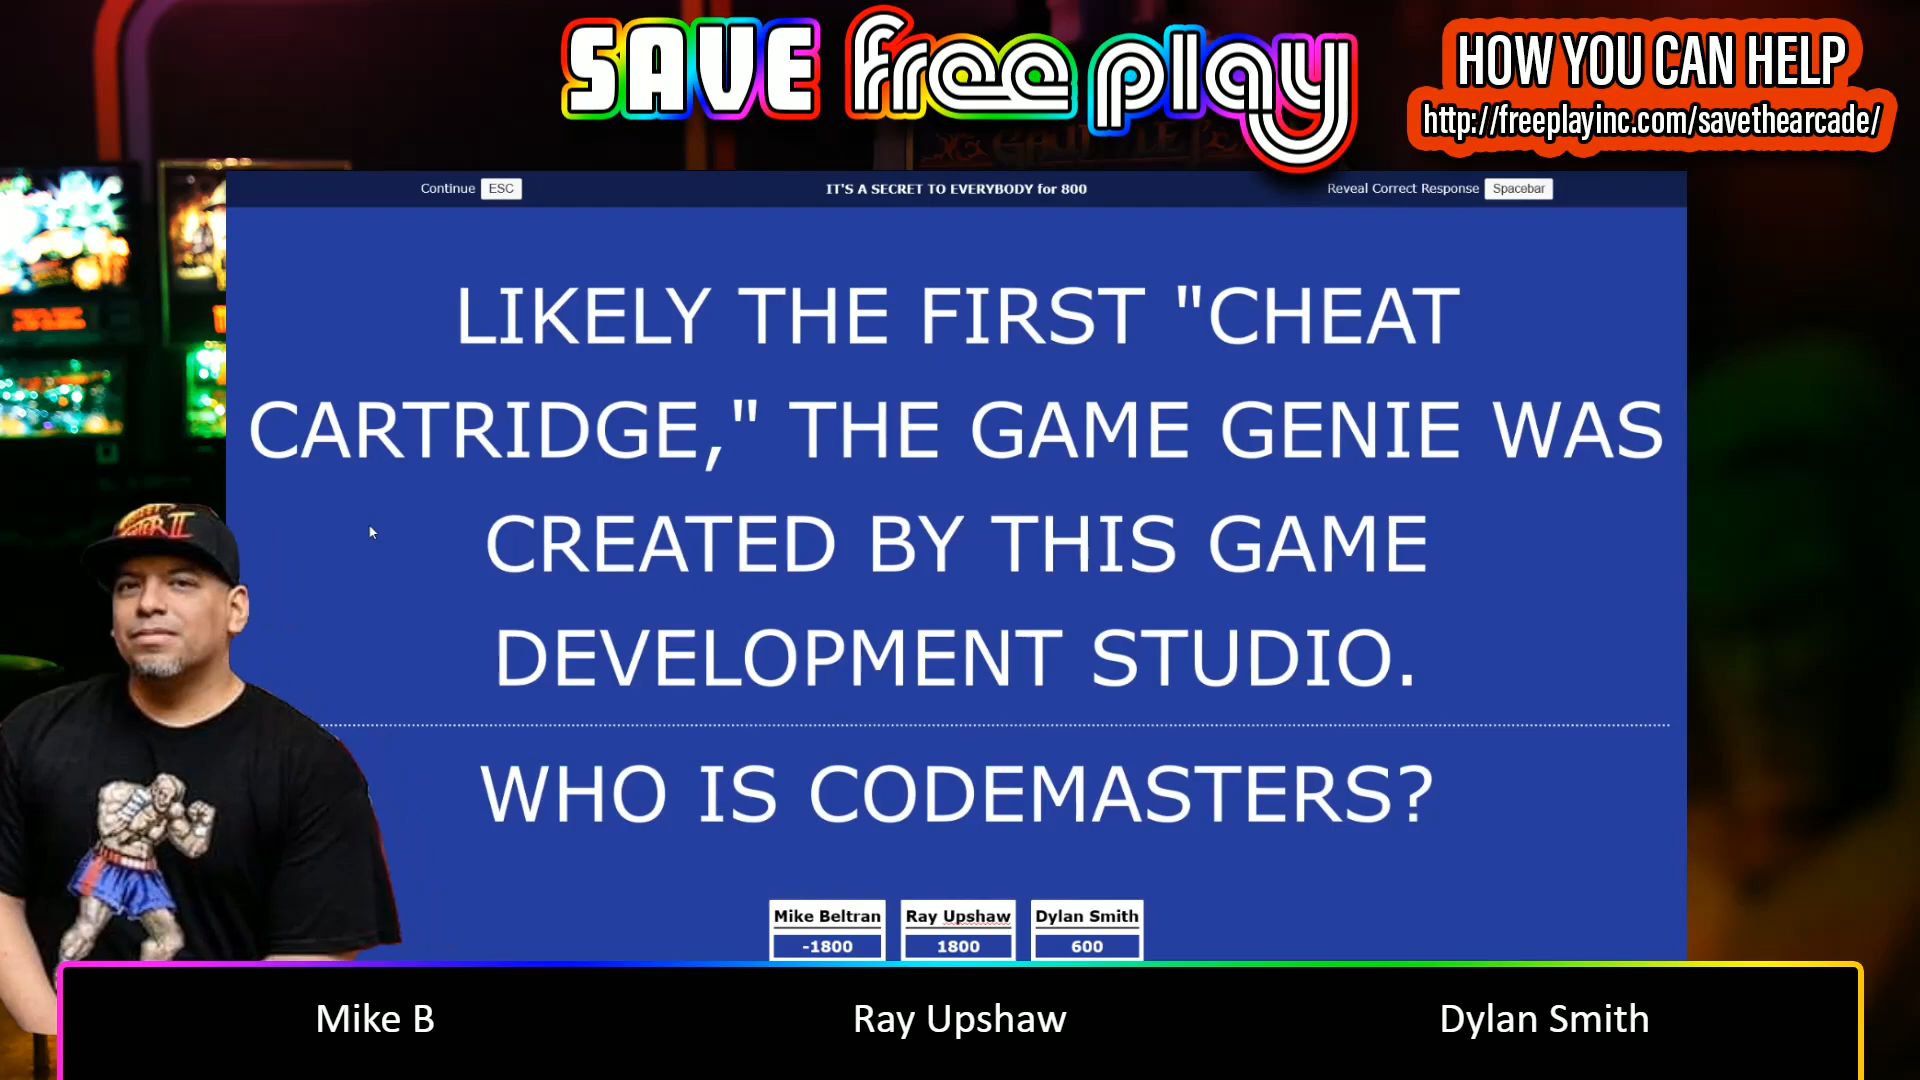 SAVE free play
HOW YOU CAN HELP
http://freeplayinc.com/savethearcade/
Continue ESC
IT'S A SECRET TO EVERYBODY for 800
Reveal Correct Response Spacebar
LIKELY THE FIRST "CHEAT
CARTRIDGE," THE GAME GENIE WAS
CREATED BY THIS GAME
DEVELOPMENT STUDIO.
WHO IS CODEMASTERS?
Mike Beltran
-1800
Ray Upshaw
1800
Dylan Smith
600
Mike B
Ray Upshaw
Dylan Smith